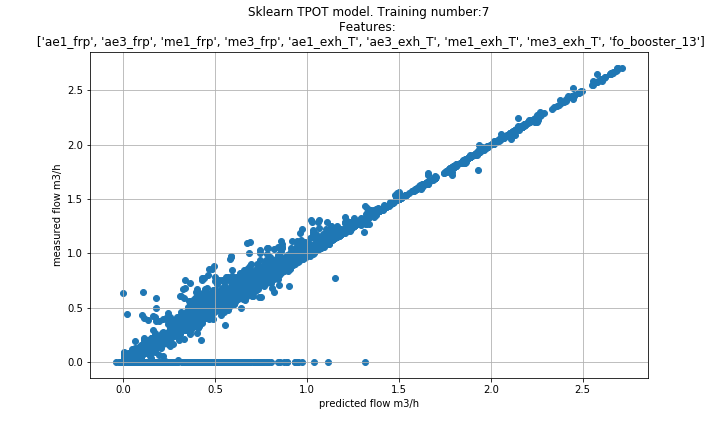 Sklearn TPOT model. Training number:7
Features:
['ae1_frp', 'ae3_frp', 'me1_frp', 'me3_frp', 'ae1_exh_T', 'ae3_exh_T', 'me1_exh_T', 'me3_exh_T', 'fo_booster_13']
measured flow m3/h
2.5
2.0
1.5
1.0
0.5
0.0
0.0 0.5 1.0 1.5 2.0 2.5
predicted flow m3/h